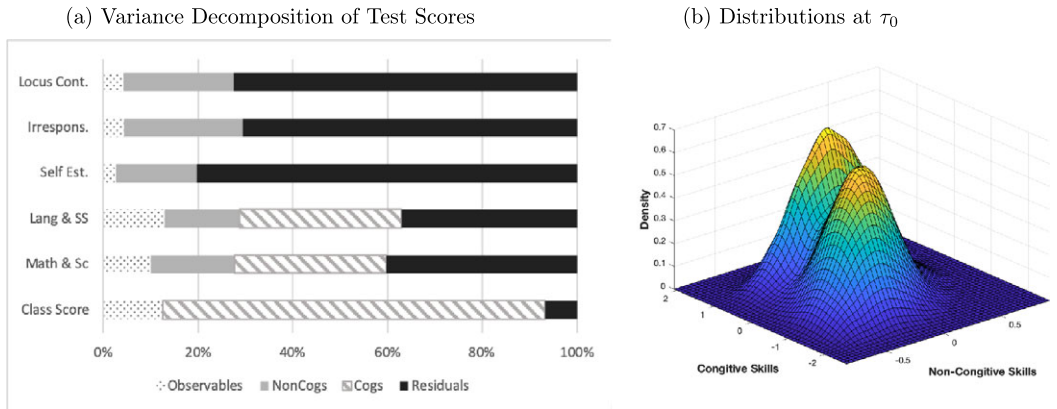 (a) Variance Decomposition of Test Scores
Locus Cont.
Irrespons.
Self Est.
Lang & SS
Math & Sc
Class Score
0% 20% 40% 60% 80% 100%
Observables NonCogs Cogs Residuals
(b) Distributions at τ0
0.7
0.6
0.5
0.4
0.3
0.2
0.1
0
Density
2
1
0
-1
-2
Congitive Skills
-0.5
0
0.5
Non-Congitive Skills